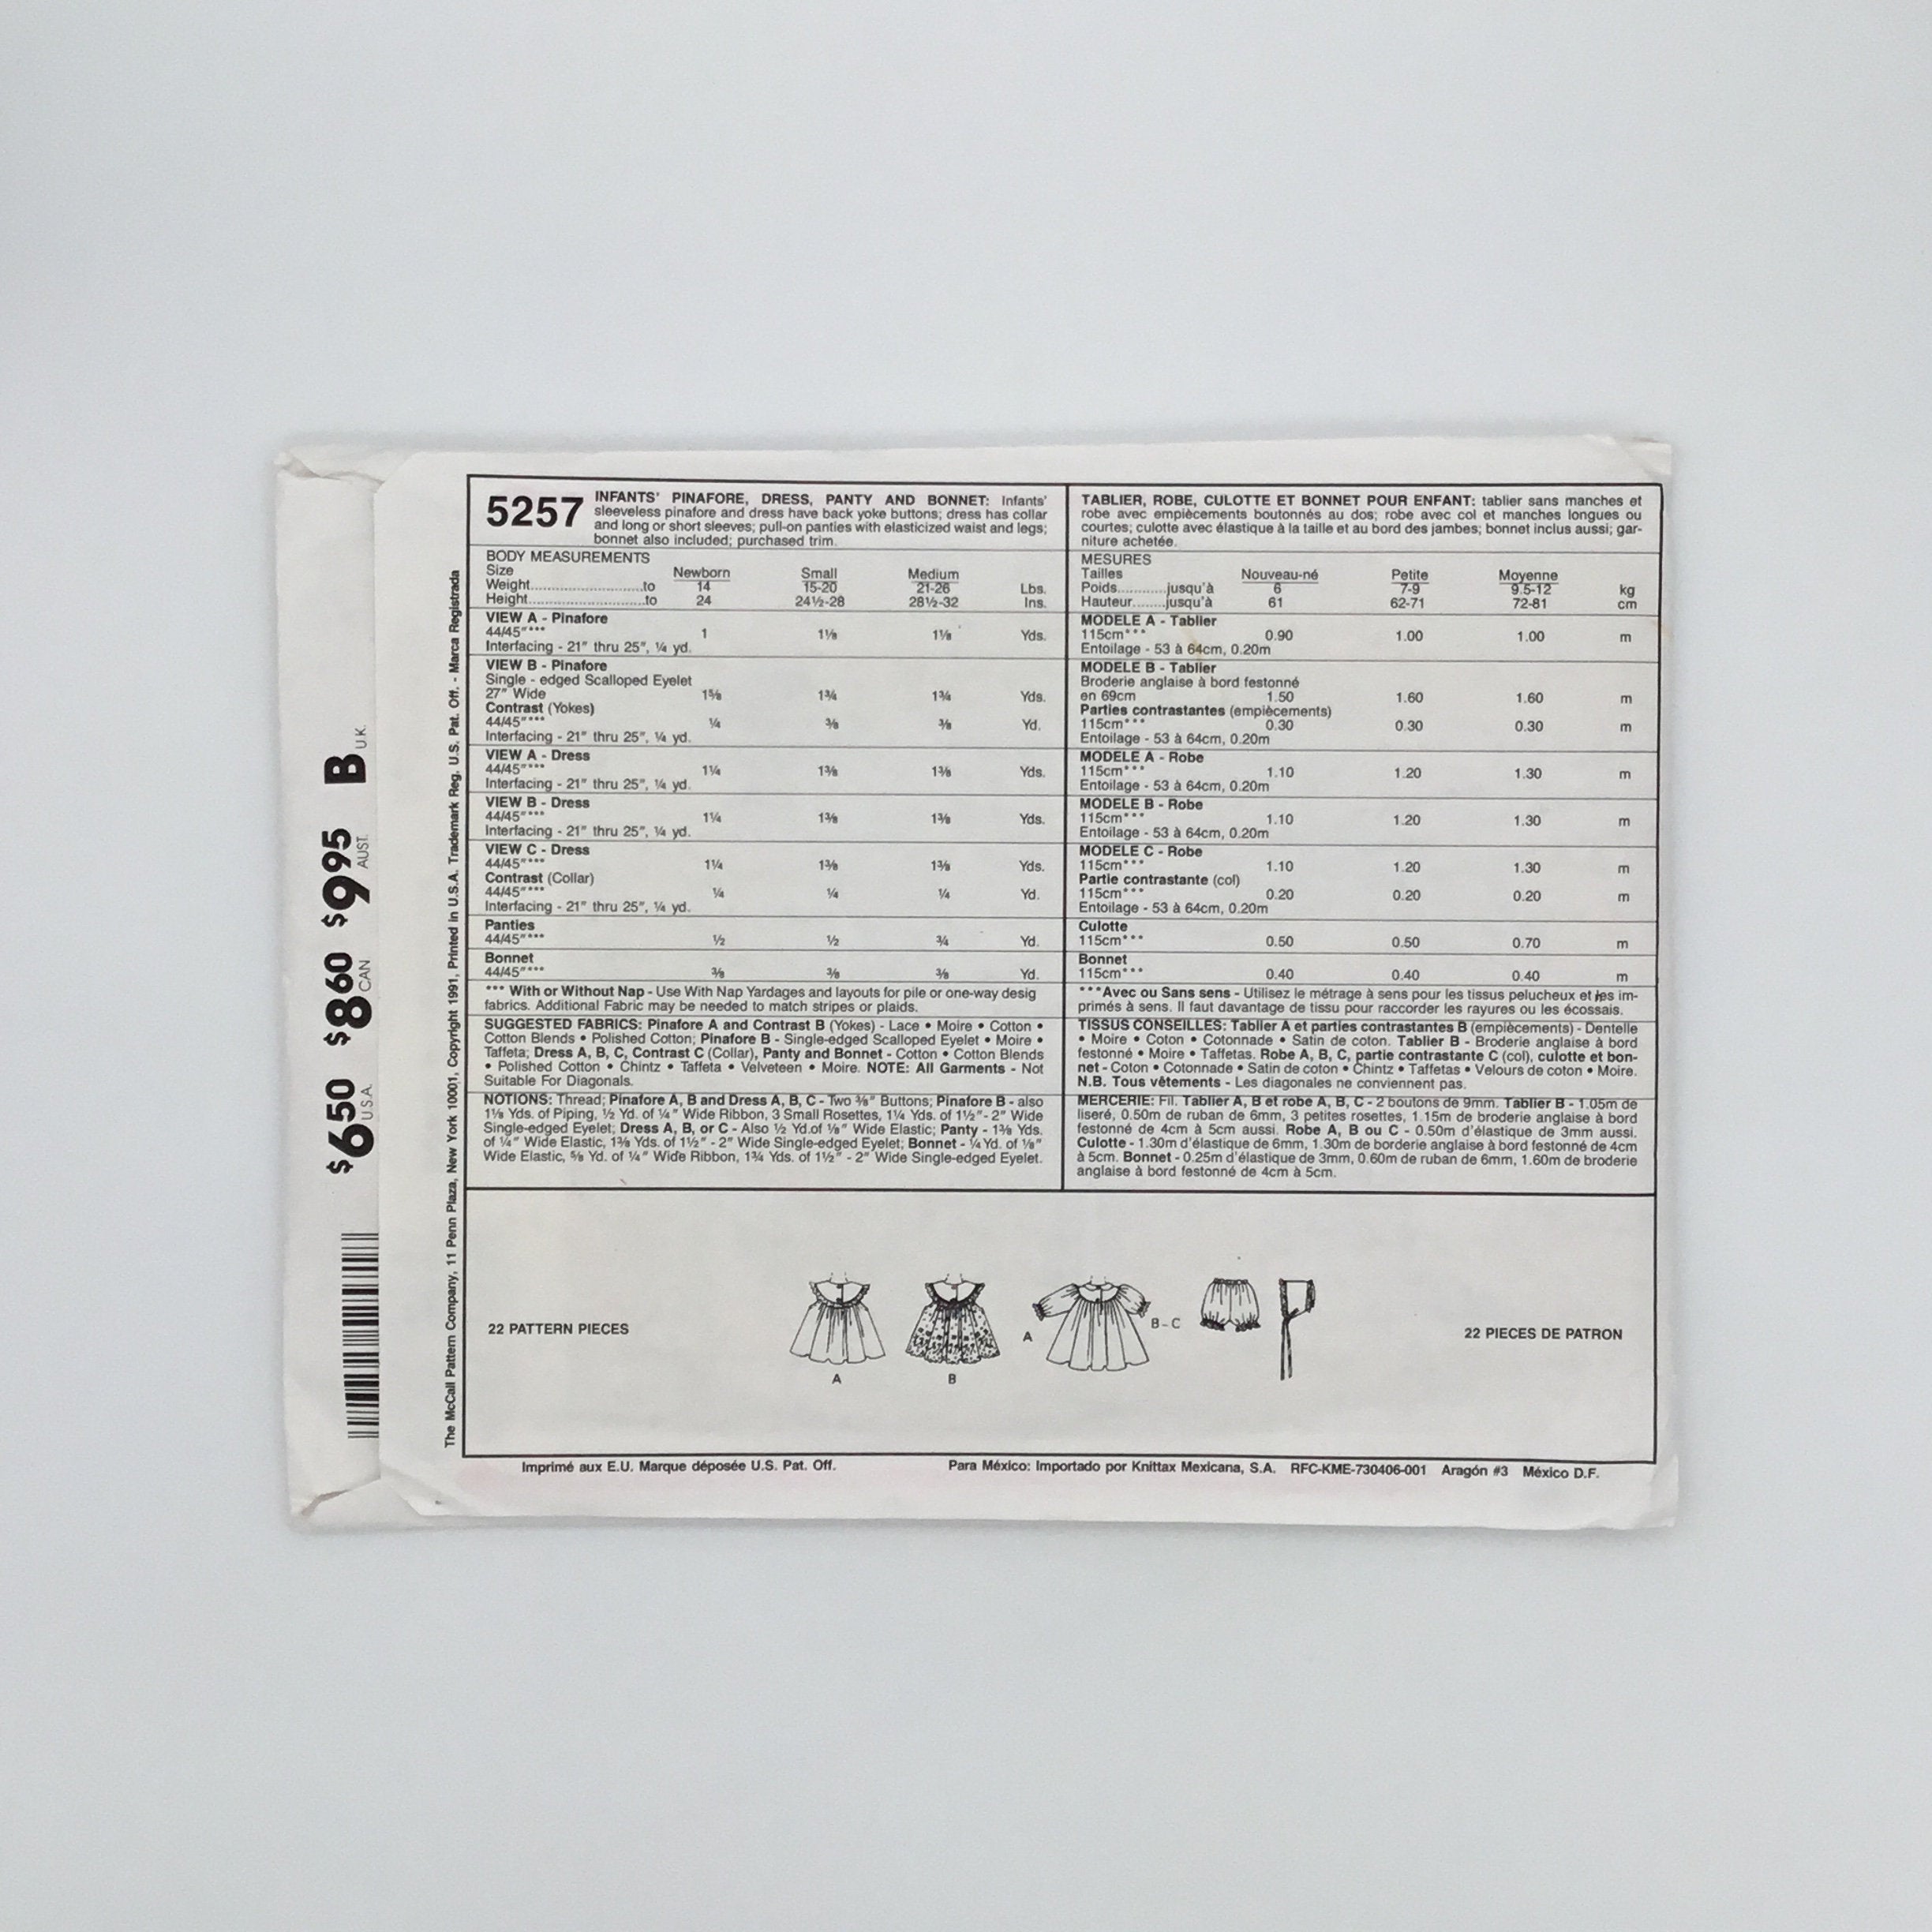 5257
INFANTS' PINAFORE, DRESS, PANTY AND BONNET: Infants'
sleeveless pinafore and dress have back yoke buttons; dress has collar
and long or short sleeves; pull-on panties with elasticized waist and legs;
bonnet also included; purchased trim.
BODY MEASUREMENTS
Size Newborn Small Medium
Weight..............................to 14 15-20 21-26 Lbs.
Height..............................to 24 24½-28 28½-32 Ins.
VIEW A - Pinafore
44/45"*** 1 1⅛ 1⅛ Yds.
Interfacing - 21" thru 25", ¼ yd.
VIEW B - Pinafore
Single - edged Scalloped Eyelet
27" Wide 1⅝ 1¾ 1¾ Yds.
Contrast (Yokes)
44/45"*** ¼ ⅜ ⅜ Yd.
Interfacing - 21" thru 25", ¼ yd.
VIEW A - Dress
44/45"*** 1¼ 1⅜ 1⅜ Yds.
Interfacing - 21" thru 25", ¼ yd.
VIEW B - Dress
44/45"*** 1¼ 1⅜ 1⅜ Yds.
Interfacing - 21" thru 25", ¼ yd.
VIEW C - Dress
44/45"*** 1¼ 1⅜ 1⅜ Yds.
Contrast (Collar)
44/45"*** ¼ ¼ ¼ Yd.
Interfacing - 21" thru 25", ¼ yd.
Panties
44/45"*** ½ ½ ¾ Yd.
Bonnet
44/45"*** ⅜ ⅜ ⅜ Yd.
*** With or Without Nap - Use With Nap Yardages and layouts for pile or one-way desig
fabrics. Additional Fabric may be needed to match stripes or plaids.
SUGGESTED FABRICS: Pinafore A and Contrast B (Yokes) - Lace • Moire • Cotton •
Cotton Blends • Polished Cotton; Pinafore B - Single-edged Scalloped Eyelet • Moire •
Taffeta; Dress A, B, C, Contrast C (Collar), Panty and Bonnet - Cotton • Cotton Blends
• Polished Cotton • Chintz • Taffeta • Velveteen • Moire. NOTE: All Garments - Not
Suitable For Diagonals.
NOTIONS: Thread; Pinafore A, B and Dress A, B, C - Two ⅜" Buttons; Pinafore B - also
1⅛ Yds. of Piping, ½ Yd. of ¼" Wide Ribbon, 3 Small Rosettes, 1¼ Yds. of 1½"- 2" Wide
Single-edged Eyelet; Dress A, B, or C - Also ½ Yd.of ⅛" Wide Elastic; Panty - 1⅜ Yds.
of ¼" Wide Elastic, 1⅜ Yds. of 1½" - 2" Wide Single-edged Eyelet; Bonnet - ¼ Yd. of ⅛"
Wide Elastic, ⅝ Yd. of ¼" Wide Ribbon, 1¾ Yds. of 1½" - 2" Wide Single-edged Eyelet.
TABLIER, ROBE, CULOTTE ET BONNET POUR ENFANT: tablier sans manches et
robe avec empiècements boutonnés au dos; robe avec col et manches longues ou
courtes; culotte avec élastique à la taille et au bord des jambes; bonnet inclus aussi; gar-
niture achetée.
MESURES
Tailles Nouveau-né Petite Moyenne
Poids............jusqu'à 6 7-9 9.5-12 kg
Hauteur........jusqu'à 61 62-71 72-81 cm
MODELE A - Tablier
115cm*** 0.90 1.00 1.00 m
Entoilage - 53 à 64cm, 0.20m
MODELE B - Tablier
Broderie anglaise à bord festonné
en 69cm 1.50 1.60 1.60 m
Parties contrastantes (empiècements)
115cm*** 0.30 0.30 0.30 m
Entoilage - 53 à 64cm, 0.20m
MODELE A - Robe
115cm*** 1.10 1.20 1.30 m
Entoilage - 53 à 64cm, 0.20m
MODELE B - Robe
115cm*** 1.10 1.20 1.30 m
Entoilage - 53 à 64cm, 0.20m
MODELE C - Robe
115cm*** 1.10 1.20 1.30 m
Partie contrastante (col)
115cm*** 0.20 0.20 0.20 m
Entoilage - 53 à 64cm, 0.20m
Culotte
115cm*** 0.50 0.50 0.70 m
Bonnet
115cm*** 0.40 0.40 0.40 m
***Avec ou Sans sens - Utilisez le métrage à sens pour les tissus pelucheux et les im-
primés à sens. Il faut davantage de tissu pour raccorder les rayures ou les écossais.
TISSUS CONSEILLES: Tablier A et parties contrastantes B (empiècements) - Dentelle
• Moire • Coton • Cotonnade • Satin de coton. Tablier B - Broderie anglaise à bord
festonné • Moire • Taffetas. Robe A, B, C, partie contrastante C (col), culotte et bon-
net - Coton • Cotonnade • Satin de coton • Chintz • Taffetas • Velours de coton • Moire.
N.B. Tous vêtements - Les diagonales ne conviennent pas.
MERCERIE: Fil. Tablier A, B et robe A, B, C - 2 boutons de 9mm. Tablier B - 1.05m de
liseré, 0.50m de ruban de 6mm, 3 petites rosettes, 1.15m de broderie anglaise à bord
festonné de 4cm à 5cm aussi. Robe A, B ou C - 0.50m d'élastique de 3mm aussi.
Culotte - 1.30m d'élastique de 6mm, 1.30m de borderie anglaise à bord festonné de 4cm
à 5cm. Bonnet - 0.25m d'élastique de 3mm, 0.60m de ruban de 6mm, 1.60m de broderie
anglaise à bord festonné de 4cm à 5cm.
22 PATTERN PIECES
A
B
A
B-C
22 PIECES DE PATRON
Imprimé aux E.U. Marque déposée U.S. Pat. Off.
Para México: Importado por Knittax Mexicana, S.A. RFC-KME-730406-001 Aragón #3 México D.F.
The McCall Pattern Company, 11 Penn Plaza, New York 10001, Copyright 1991, Printed in U.S.A. Trademark Reg. U.S. Pat. Off. - Marca Registrada
$650 U.S.A. $860 CAN $995 AUST. B U.K.